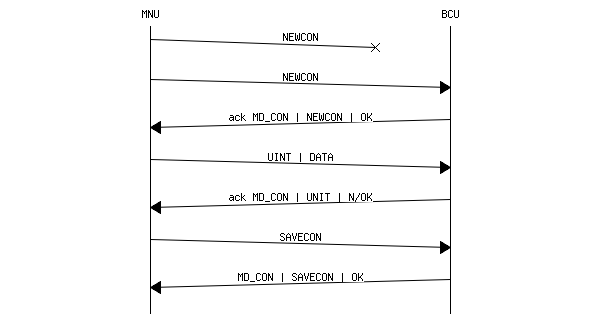 MNU BCU
NEWCON
NEWCON
ack MD_CON | NEWCON | OK
UINT | DATA
ack MD_CON | UNIT | N/OK
SAVECON
MD_CON | SAVECON | OK